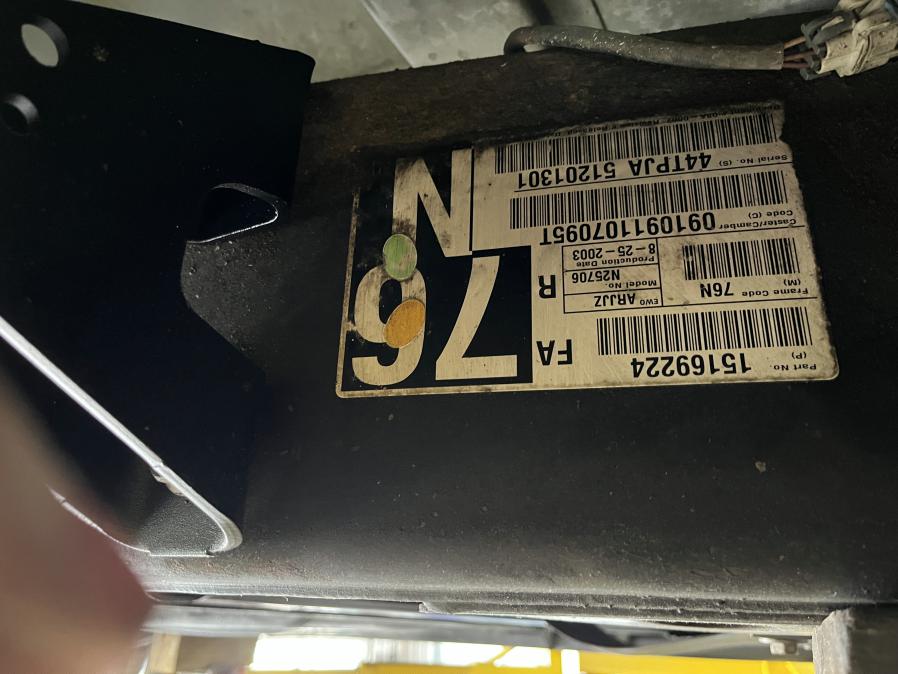 Part No.
(P) 15169224
FA 76
Frame Code
(M) 76N
EWO ARJJZ
Model No. N25706
Production Date
8-25-2003
R
Caster/Camber
Code (C) 0910911107095T
N
Serial No. (S) 44TPJA 51201301